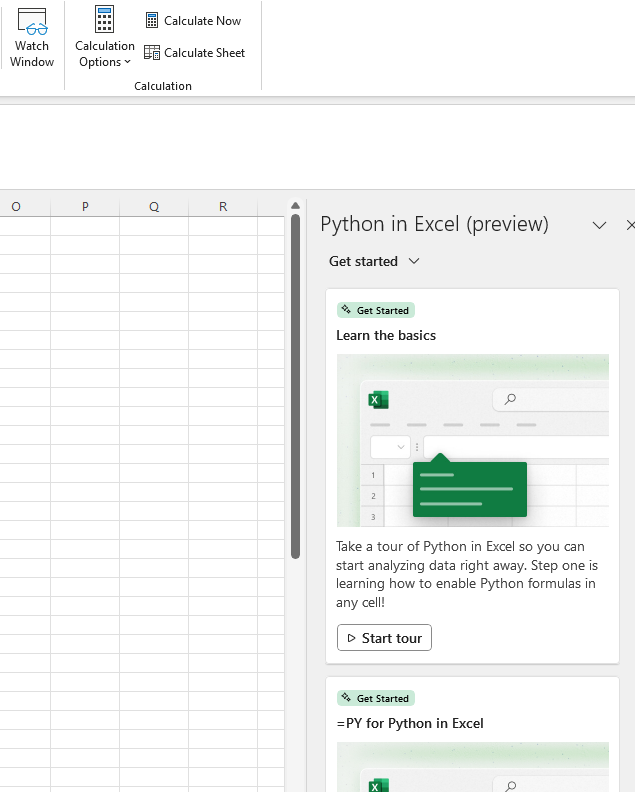 Watch
Window
Calculation
Options
Calculate Now
Calculate Sheet
Calculation
O P Q R
Python in Excel (preview)
Get started
Get Started
Learn the basics
X
1
2
3
Take a tour of Python in Excel so you can
start analyzing data right away. Step one is
learning how to enable Python formulas in
any cell!
Start tour
Get Started
=PY for Python in Excel
X